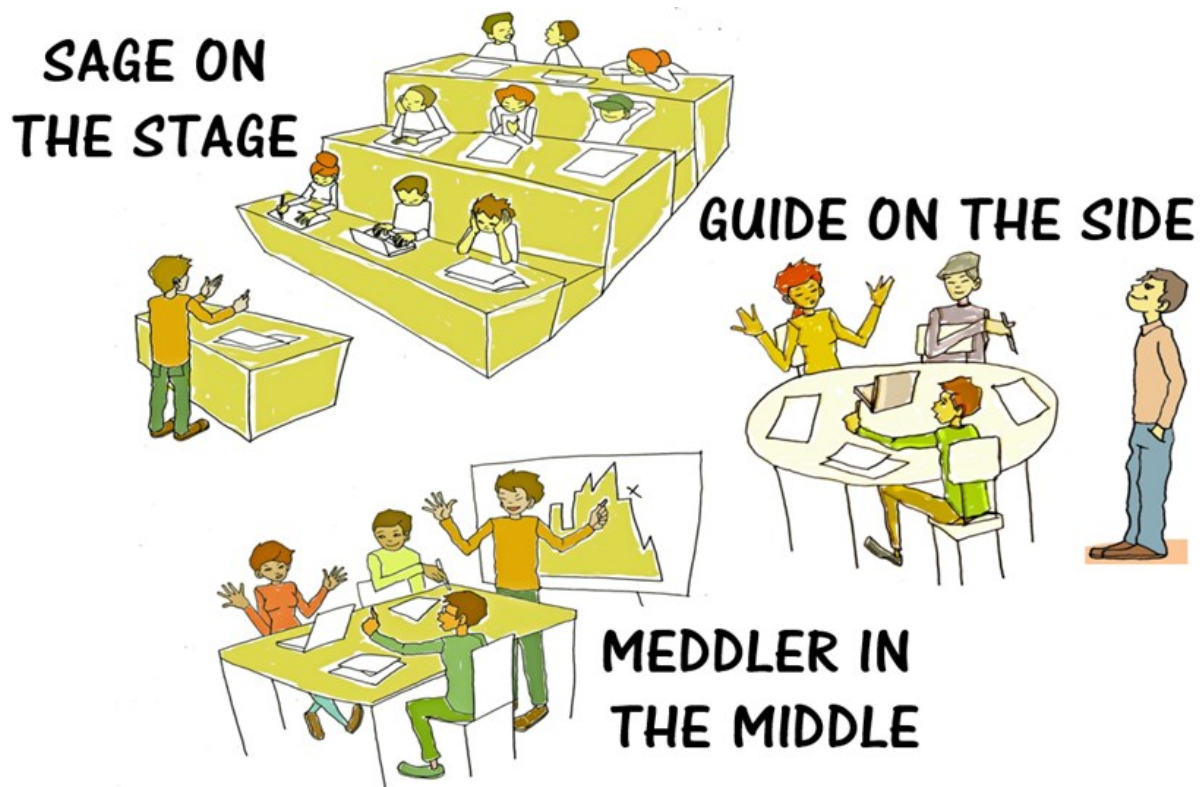 SAGE ON
THE STAGE
GUIDE ON THE SIDE
MEDDLER IN
THE MIDDLE